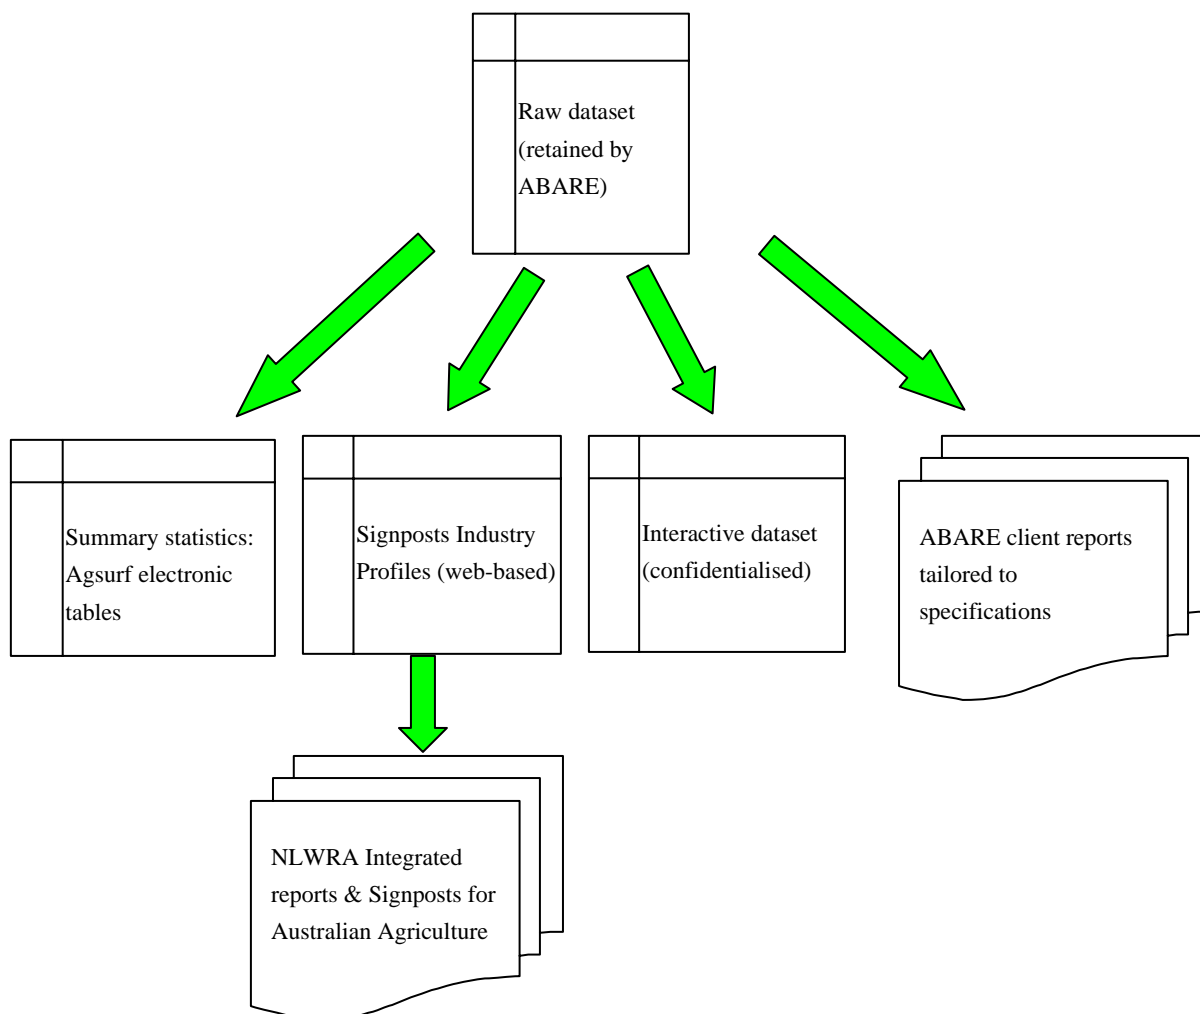 Raw dataset
(retained by
ABARE)
Summary statistics:
Agsurf electronic
tables
Signposts Industry
Profiles (web-based)
Interactive dataset
(confidentialised)
ABARE client reports
tailored to
specifications
NLWRA Integrated
reports & Signposts for
Australian Agriculture